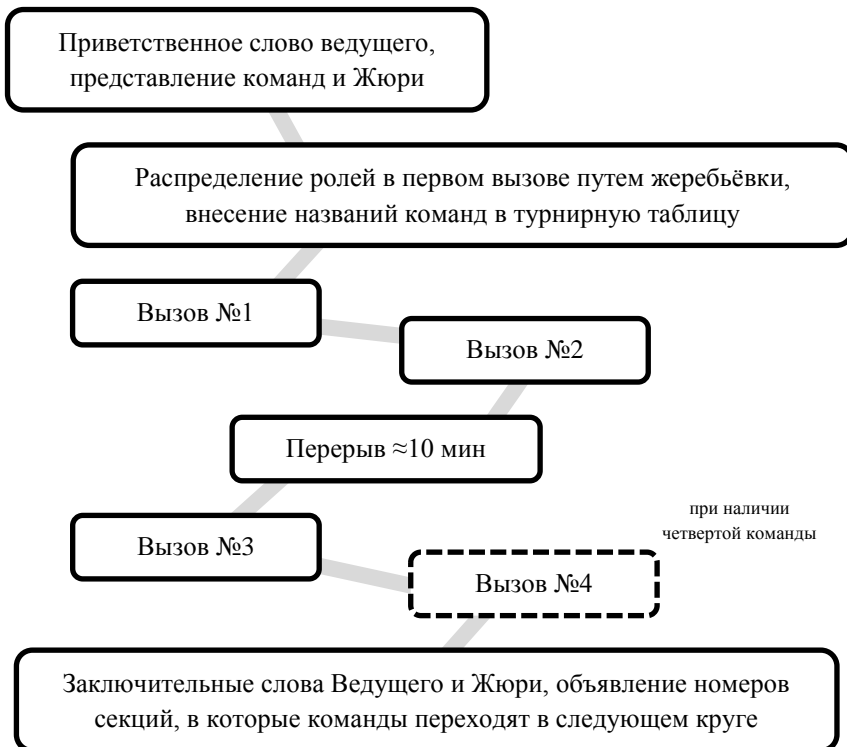 Приветственное слово ведущего,
представление команд и Жюри
Распределение ролей в первом вызове путем жеребьёвки,
внесение названий команд в турнирную таблицу
Вызов №1
Вызов №2
Перерыв ≈10 мин
Вызов №3
при наличии
четвертой команды
Вызов №4
Заключительные слова Ведущего и Жюри, объявление номеров
секций, в которые команды переходят в следующем круге